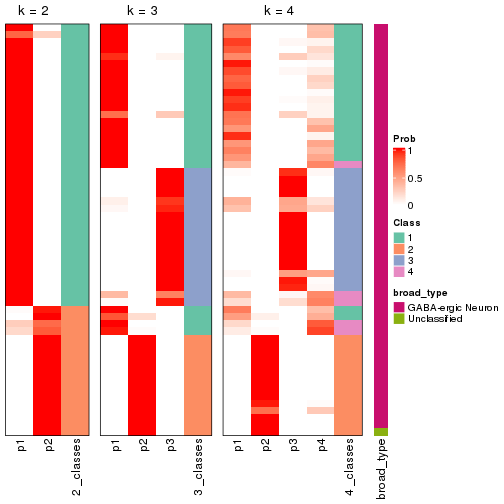 k = 2
k = 3
k = 4
p1
p2
2_classes
p1
p2
p3
3_classes
p1
p2
p3
p4
4_classes
broad_type
Prob
1
0.5
0
Class
1
2
3
4
broad_type
GABA-ergic Neuron
Unclassified